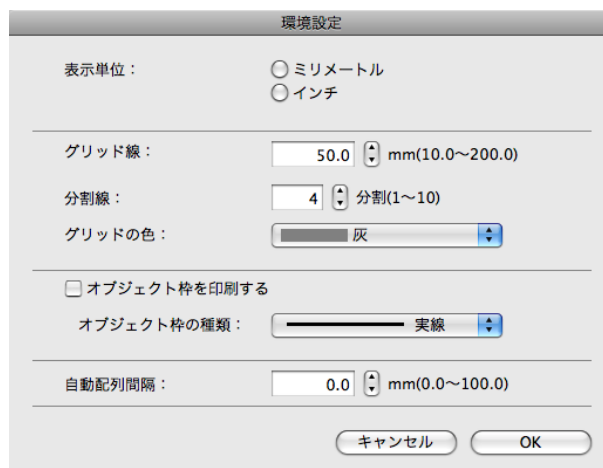 環境設定
表示単位： ミリメートル
インチ
グリッド線： 50.0 mm(10.0～200.0)
分割線： 4 分割(1～10)
グリッドの色： 灰
オブジェクト枠を印刷する
オブジェクト枠の種類： 実線
自動配列間隔： 0.0 mm(0.0～100.0)
キャンセル OK